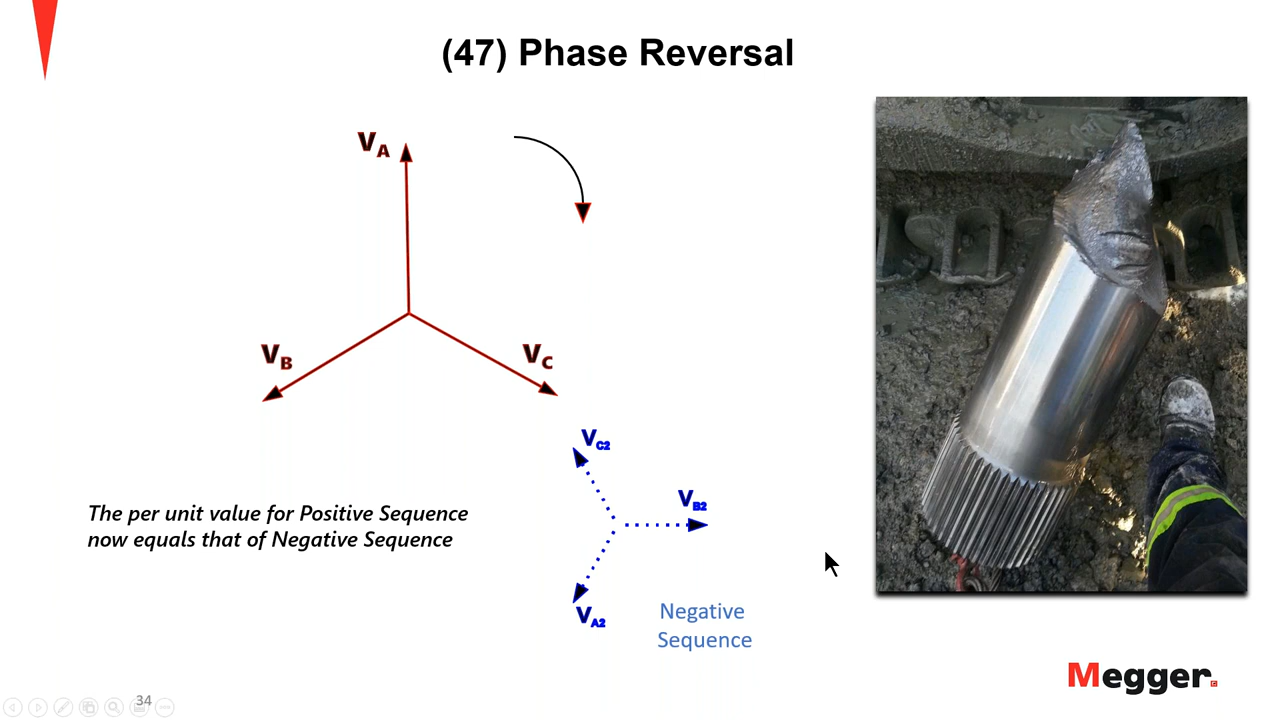 (47) Phase Reversal
VA
VB
VC
VC2
VB2
VA2
The per unit value for Positive Sequence
now equals that of Negative Sequence
Negative
Sequence
Megger
34